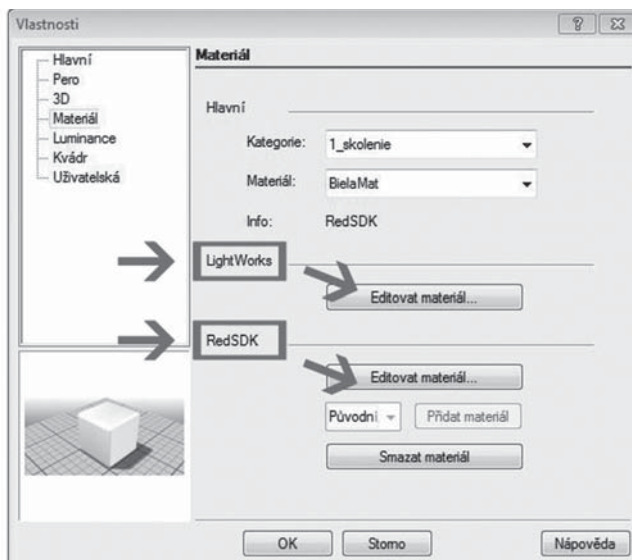 Vlastnosti
Hlavní
Pero
3D
Materiál
Luminance
Kvádr
Uživatelská
Materiál
Hlavní
Kategorie: 1_skolenie
Materiál: BielaMat
Info: RedSDK
LightWorks
Editovat materiál...
RedSDK
Editovat materiál...
Původní Přidat materiál
Smazat materiál
OK Storno Nápověda